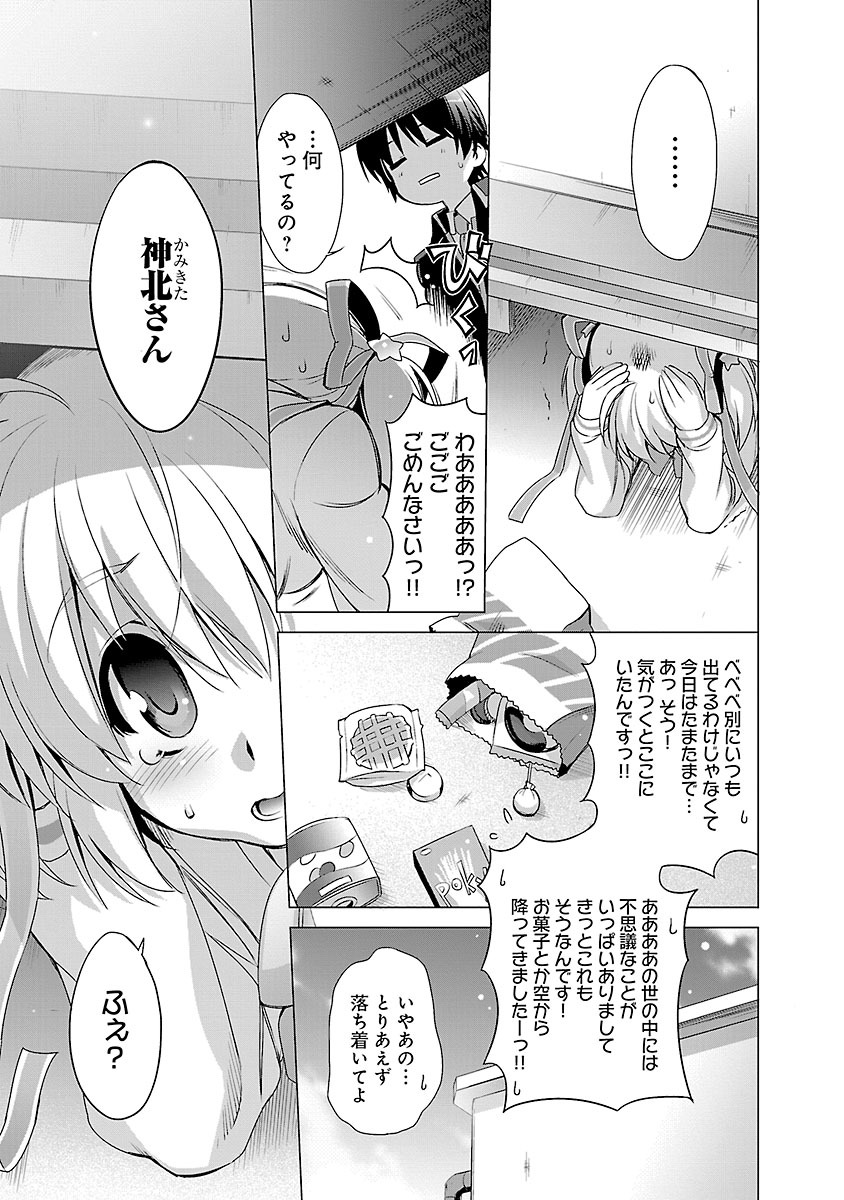 ……
…何
やってるの？
びくっ
わああああああっ!?
ごごご
ごめんなさいっ!!
べべべ別にいつも
出てるわけじゃなくて
今日はたまたまで…
あっ そう！
気がつくとここに
いたんですっ!!
ああああの世の中には
不思議なことが
いっぱいありまして
きっとこれも
そうなんです！
お菓子とか空から
降ってきましたーっ!!
いやあの…
とりあえず
落ち着いてよ
かみきた
神北さん
ふえ？